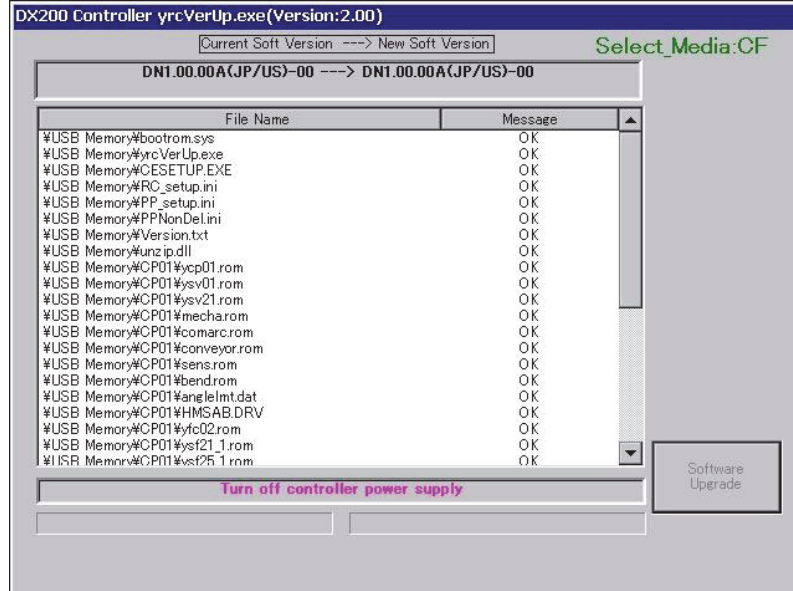 DX200 Controller yrcVerUp.exe(Version:2.00)
Current Soft Version ---> New Soft Version
Select_Media:CF
DN1.00.00A(JP/US)-00 ---> DN1.00.00A(JP/US)-00
File Name Message
¥USB Memory¥bootrom.sys OK
¥USB Memory¥yrcVerUp.exe OK
¥USB Memory¥CESETUP.EXE OK
¥USB Memory¥RC_setup.ini OK
¥USB Memory¥PP_setup.ini OK
¥USB Memory¥PPNonDel.ini OK
¥USB Memory¥Version.txt OK
¥USB Memory¥unzip.dll OK
¥USB Memory¥CP01¥ycp01.rom OK
¥USB Memory¥CP01¥ysv01.rom OK
¥USB Memory¥CP01¥ysv21.rom OK
¥USB Memory¥CP01¥mecha.rom OK
¥USB Memory¥CP01¥comarc.rom OK
¥USB Memory¥CP01¥conveyor.rom OK
¥USB Memory¥CP01¥sens.rom OK
¥USB Memory¥CP01¥bend.rom OK
¥USB Memory¥CP01¥anglelmt.dat OK
¥USB Memory¥CP01¥HMSAB.DRV OK
¥USB Memory¥CP01¥yfc02.rom OK
¥USB Memory¥CP01¥ysf21_1.rom OK
¥USB Memory¥CP01¥ysf25_1.rom OK
Software
Upgrade
Turn off controller power supply